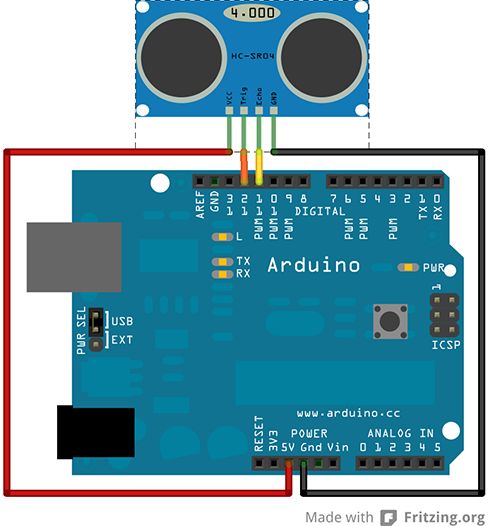 4.000
HC-SR04
VCC
Trig
Echo
GND
AREF
GND
13
12
11
10
9
8
7
6
5
4
3
2
1
0
DIGITAL
PWM
PWM
PWM
PWM
PWM
PWM
TX
RX
L
TX
RX
Arduino
PWR
1
ICSP
PWR SEL
USB
EXT
www.arduino.cc
RESET
3V3
POWER
5V Gnd Vin
ANALOG IN
0 1 2 3 4 5
Made with Fritzing.org